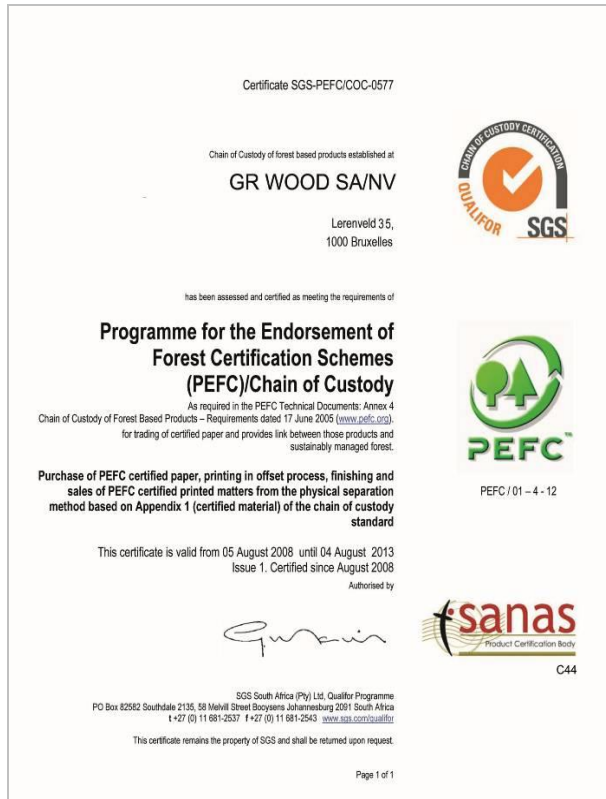 Certificate SGS-PEFC/COC-0577
Chain of Custody of forest based products established at
GR WOOD SA/NV
Lerenveld 35,
1000 Bruxelles
CHAIN OF CUSTODY CERTIFICATION
QUALIFOR
SGS
has been assessed and certified as meeting the requirements of
Programme for the Endorsement of
Forest Certification Schemes
(PEFC)/Chain of Custody
As required in the PEFC Technical Documents: Annex 4
Chain of Custody of Forest Based Products – Requirements dated 17 June 2005 (www.pefc.org),
for trading of certified paper and provides link between those products and
sustainably managed forest.
PEFC™
PEFC / 01 – 4 - 12
Purchase of PEFC certified paper, printing in offset process, finishing and
sales of PEFC certified printed matters from the physical separation
method based on Appendix 1 (certified material) of the chain of custody
standard
This certificate is valid from 05 August 2008 until 04 August 2013
Issue 1. Certified since August 2008
Authorised by
sanas
Product Certification Body
C44
SGS South Africa (Pty) Ltd, Qualifor Programme
PO Box 82582 Southdale 2135, 58 Melvill Street Booysens Johannesburg 2091 South Africa
t +27 (0) 11 681-2537 f +27 (0) 11 681-2543 www.sgs.com/qualifor
This certificate remains the property of SGS and shall be returned upon request.
Page 1 of 1